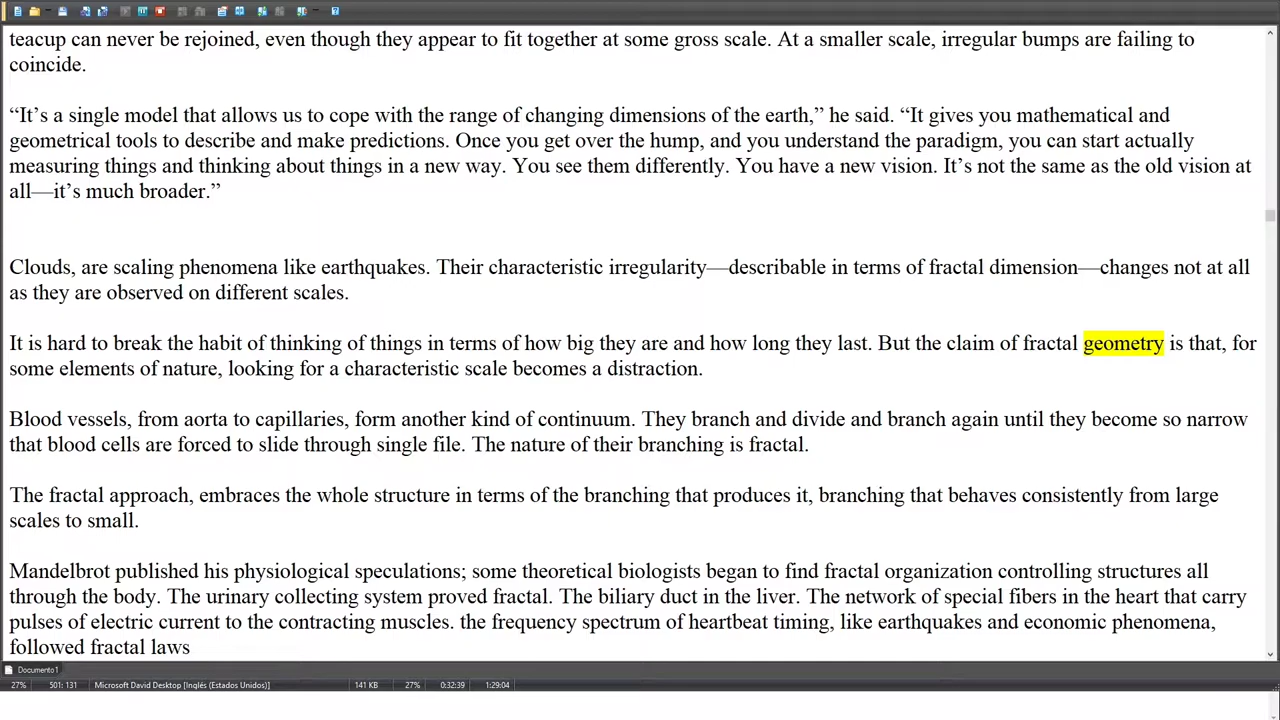 teacup can never be rejoined, even though they appear to fit together at some gross scale. At a smaller scale, irregular bumps are failing to
coincide.
“It’s a single model that allows us to cope with the range of changing dimensions of the earth,” he said. “It gives you mathematical and
geometrical tools to describe and make predictions. Once you get over the hump, and you understand the paradigm, you can start actually
measuring things and thinking about things in a new way. You see them differently. You have a new vision. It’s not the same as the old vision at
all—it’s much broader.”
Clouds, are scaling phenomena like earthquakes. Their characteristic irregularity—describable in terms of fractal dimension—changes not at all
as they are observed on different scales.
It is hard to break the habit of thinking of things in terms of how big they are and how long they last. But the claim of fractal geometry is that, for
some elements of nature, looking for a characteristic scale becomes a distraction.
Blood vessels, from aorta to capillaries, form another kind of continuum. They branch and divide and branch again until they become so narrow
that blood cells are forced to slide through single file. The nature of their branching is fractal.
The fractal approach, embraces the whole structure in terms of the branching that produces it, branching that behaves consistently from large
scales to small.
Mandelbrot published his physiological speculations; some theoretical biologists began to find fractal organization controlling structures all
through the body. The urinary collecting system proved fractal. The biliary duct in the liver. The network of special fibers in the heart that carry
pulses of electric current to the contracting muscles. the frequency spectrum of heartbeat timing, like earthquakes and economic phenomena,
followed fractal laws
Documento1
27% 501: 131 Microsoft David Desktop [Inglés (Estados Unidos)] 141 KB 27% 0:32:39 1:29:04